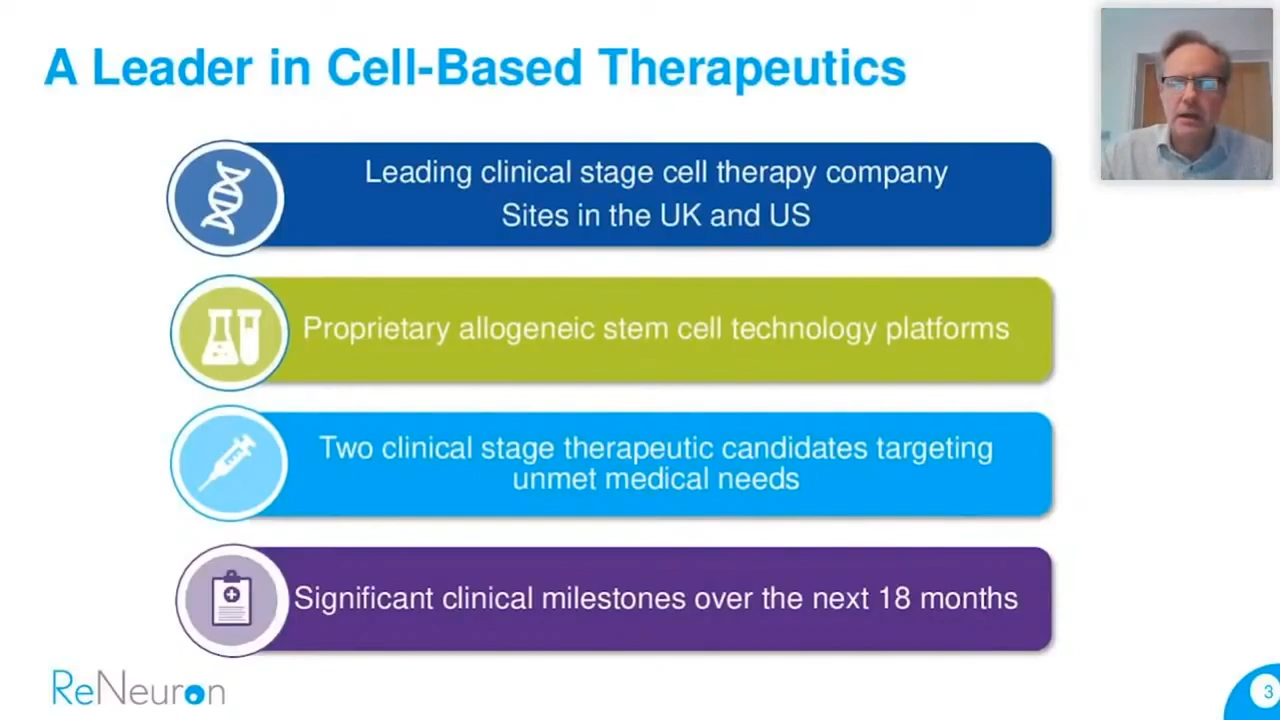 A Leader in Cell-Based Therapeutics
Leading clinical stage cell therapy company
Sites in the UK and US
Proprietary allogeneic stem cell technology platforms
Two clinical stage therapeutic candidates targeting
unmet medical needs
Significant clinical milestones over the next 18 months
ReNeuron
3